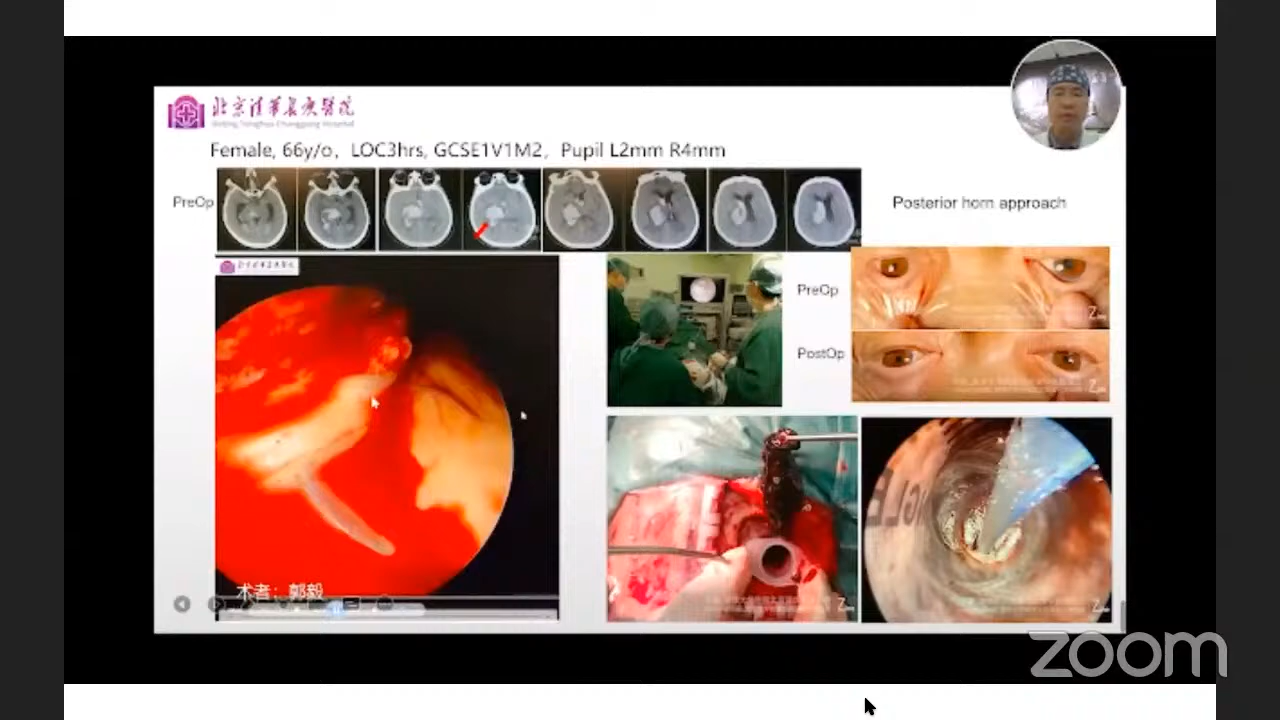 北京清华长庚医院
Beijing Tsinghua Changgung Hospital
Female, 66y/o, LOC3hrs, GCSE1V1M2, Pupil L2mm R4mm
PreOp
Posterior horn approach
PreOp
PostOp
术者：郭毅
zoom